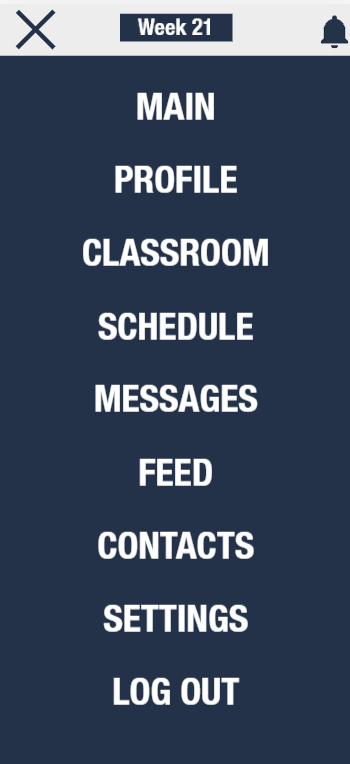 Week 21
MAIN
PROFILE
CLASSROOM
SCHEDULE
MESSAGES
FEED
CONTACTS
SETTINGS
LOG OUT